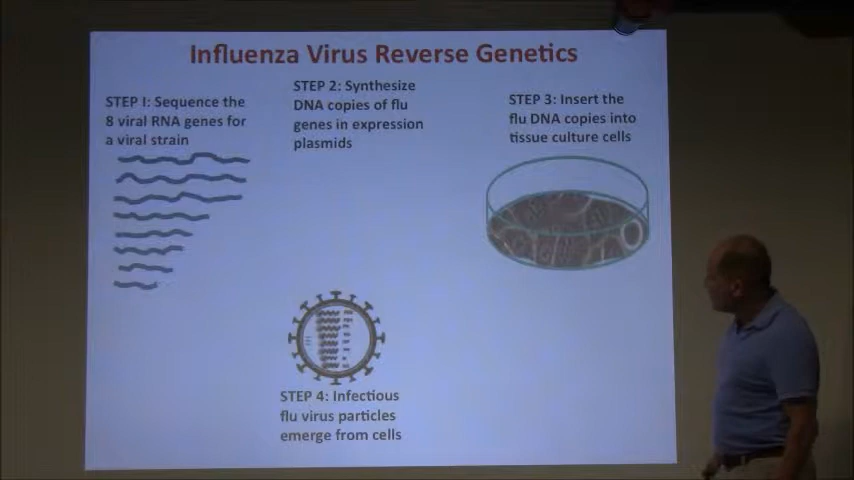 Influenza Virus Reverse Genetics
STEP 1: Sequence the
8 viral RNA genes for
a viral strain
STEP 2: Synthesize
DNA copies of flu
genes in expression
plasmids
STEP 3: Insert the
flu DNA copies into
tissue culture cells
STEP 4: Infectious
flu virus particles
emerge from cells